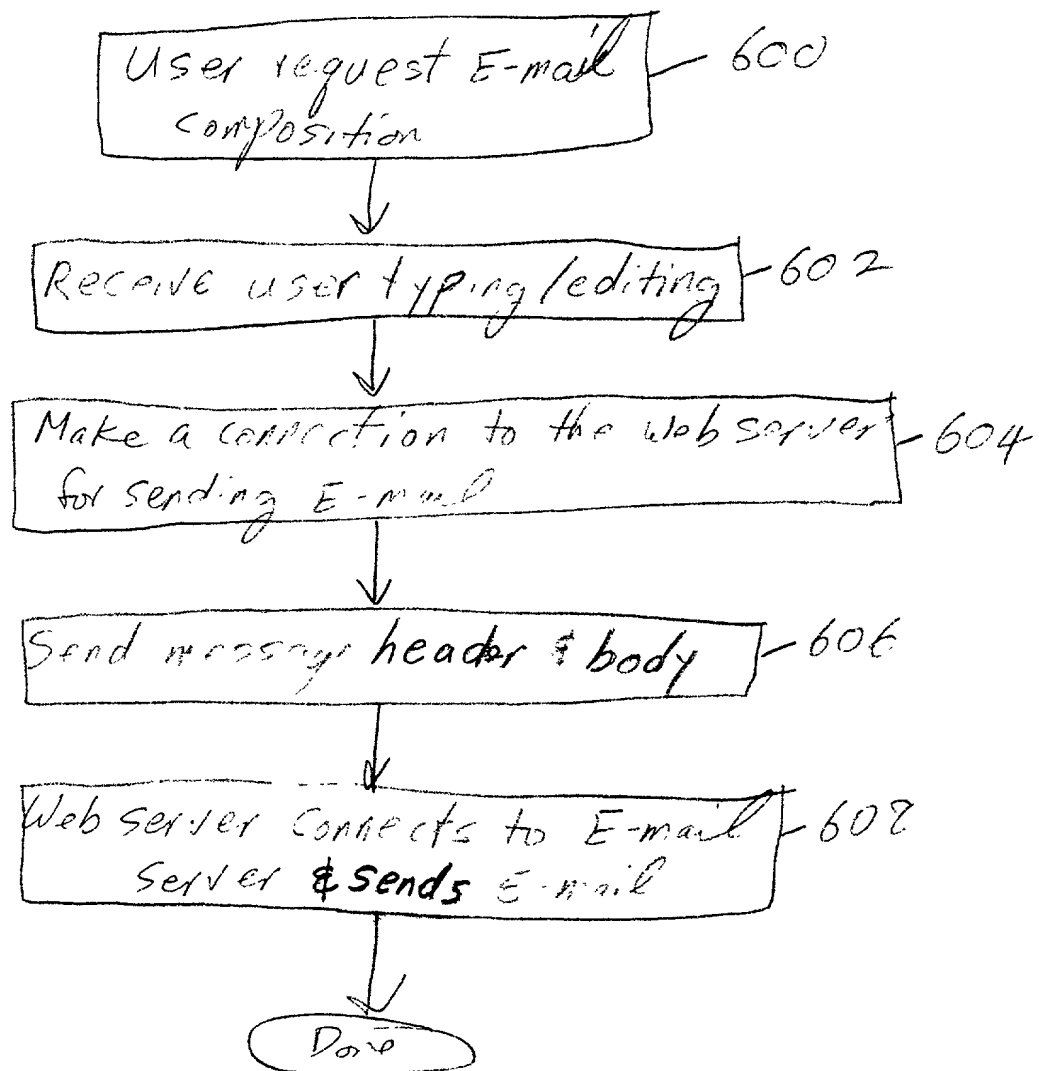 User request E-mail
composition
600
Receive user typing/editing
602
Make a connection to the Web server
for sending E-mail
604
Send message header & body
606
Web server connects to E-mail
server & sends E-mail
608
Done